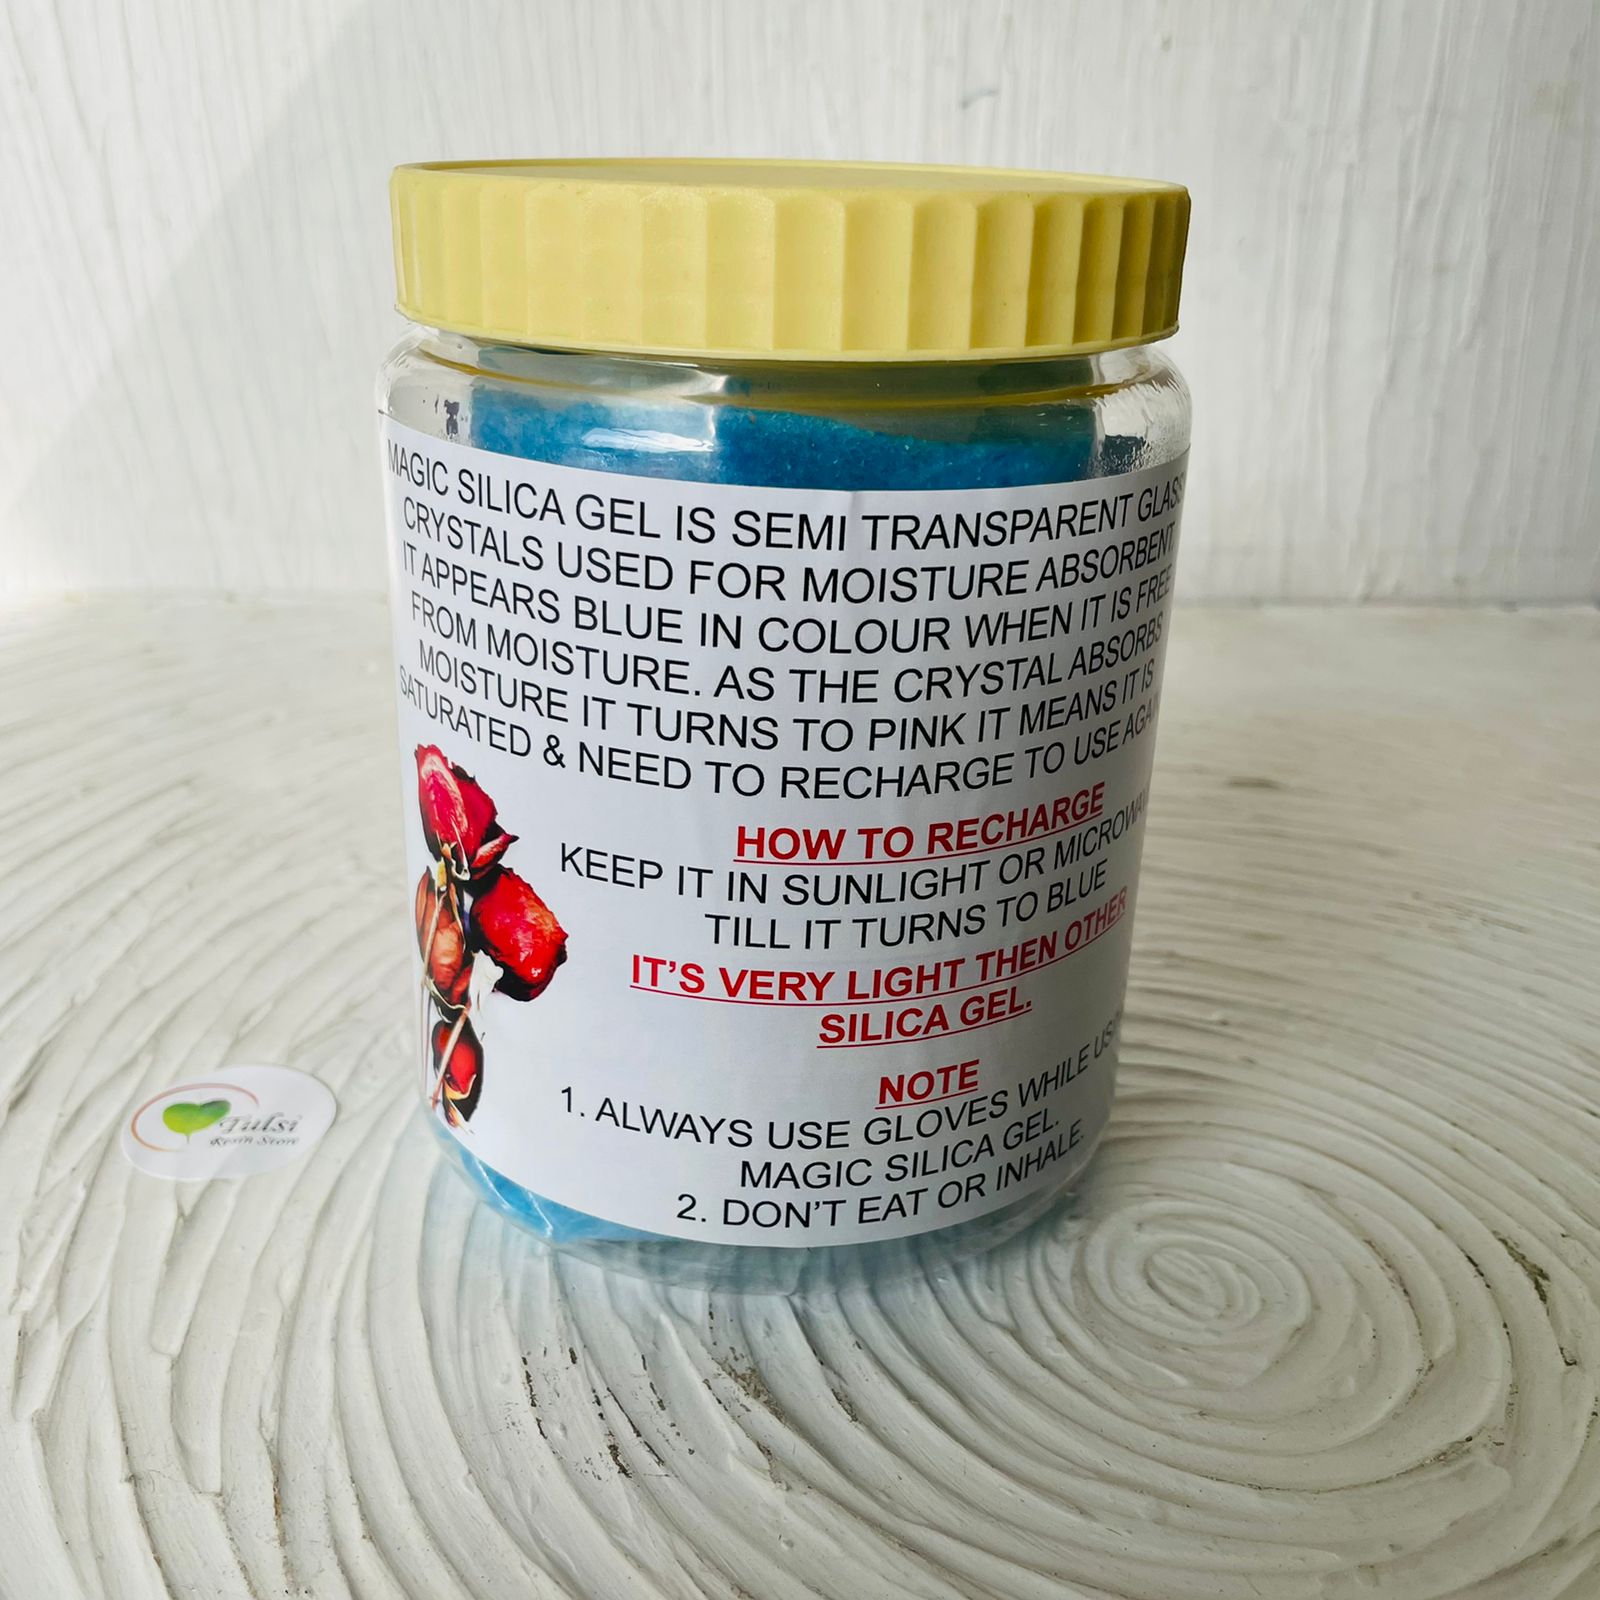 MAGIC SILICA GEL IS SEMI TRANSPARENT GLASS
CRYSTALS USED FOR MOISTURE ABSORBENT.
IT APPEARS BLUE IN COLOUR WHEN IT IS FREE
FROM MOISTURE. AS THE CRYSTAL ABSORBS
MOISTURE IT TURNS TO PINK IT MEANS IT IS
SATURATED & NEED TO RECHARGE TO USE
HOW TO RECHARGE
KEEP IT IN SUNLIGHT OR
TILL IT TURNS TO BLUE
IT'S VERY LIGHT THEN OTHER
SILICA GEL.
NOTE
1. ALWAYS USE GLOVES WHILE
MAGIC SILICA GEL.
2. DON'T EAT OR INHALE.
Tulsi
Resin Store